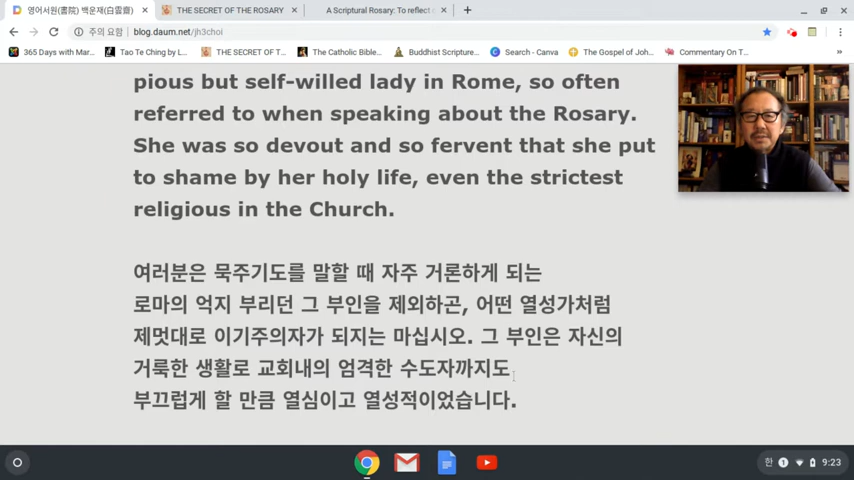 영어서원(書院) 백운재(白雲齋)
THE SECRET OF THE ROSARY
A Scriptural Rosary: To reflect
주의 요함
blog.daum.net/jh3choi
365 Days with Mar...
Tao Te Ching by L...
THE SECRET OF T...
The Catholic Bible...
Buddhist Scripture...
Search - Canva
The Gospel of Joh...
Commentary On T...
pious but self-willed lady in Rome, so often
referred to when speaking about the Rosary.
She was so devout and so fervent that she put
to shame by her holy life, even the strictest
religious in the Church.
여러분은 묵주기도를 말할 때 자주 거론하게 되는
로마의 억지 부리던 그 부인을 제외하곤, 어떤 열성가처럼
제멋대로 이기주의자가 되지는 마십시오. 그 부인은 자신의
거룩한 생활로 교회내의 엄격한 수도자까지도
부끄럽게 할 만큼 열심이고 열성적이었습니다.
한 1 9:23